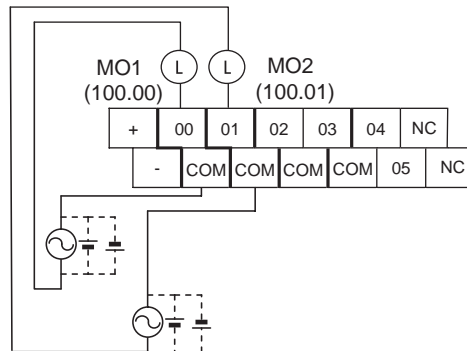 L L
MO1 MO2
(100.00) (100.01)
+ 00 01 02 03 04 NC
- COM COM COM COM 05 NC